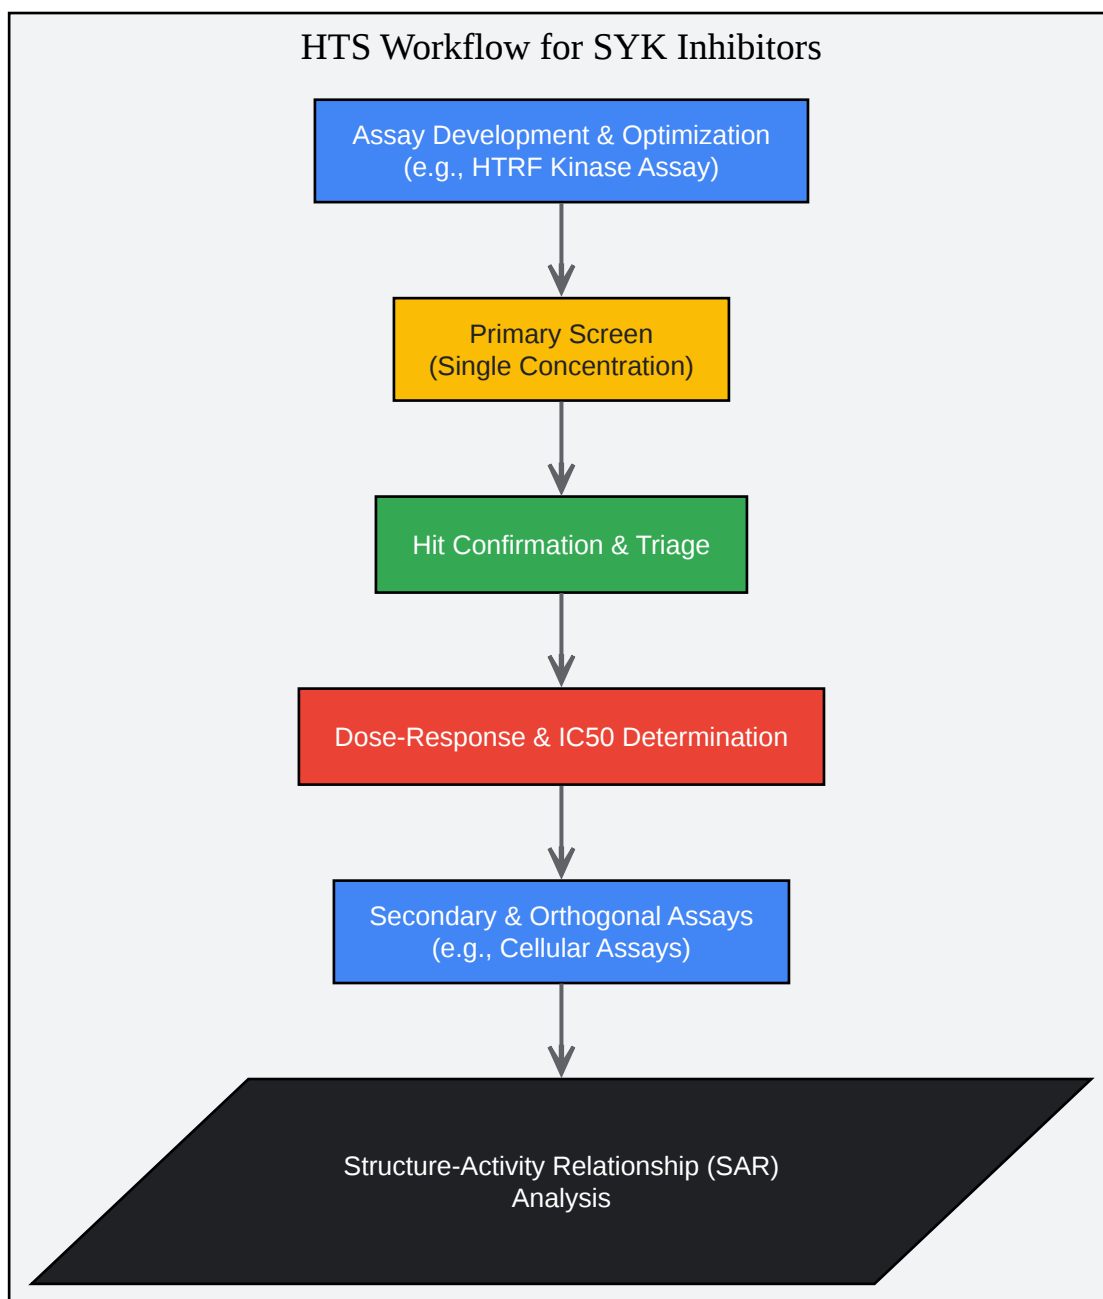 HTS Workflow for SYK Inhibitors
Assay Development & Optimization
(e.g., HTRF Kinase Assay)
Primary Screen
(Single Concentration)
Hit Confirmation & Triage
Dose-Response & IC50 Determination
Secondary & Orthogonal Assays
(e.g., Cellular Assays)
Structure-Activity Relationship (SAR)
Analysis